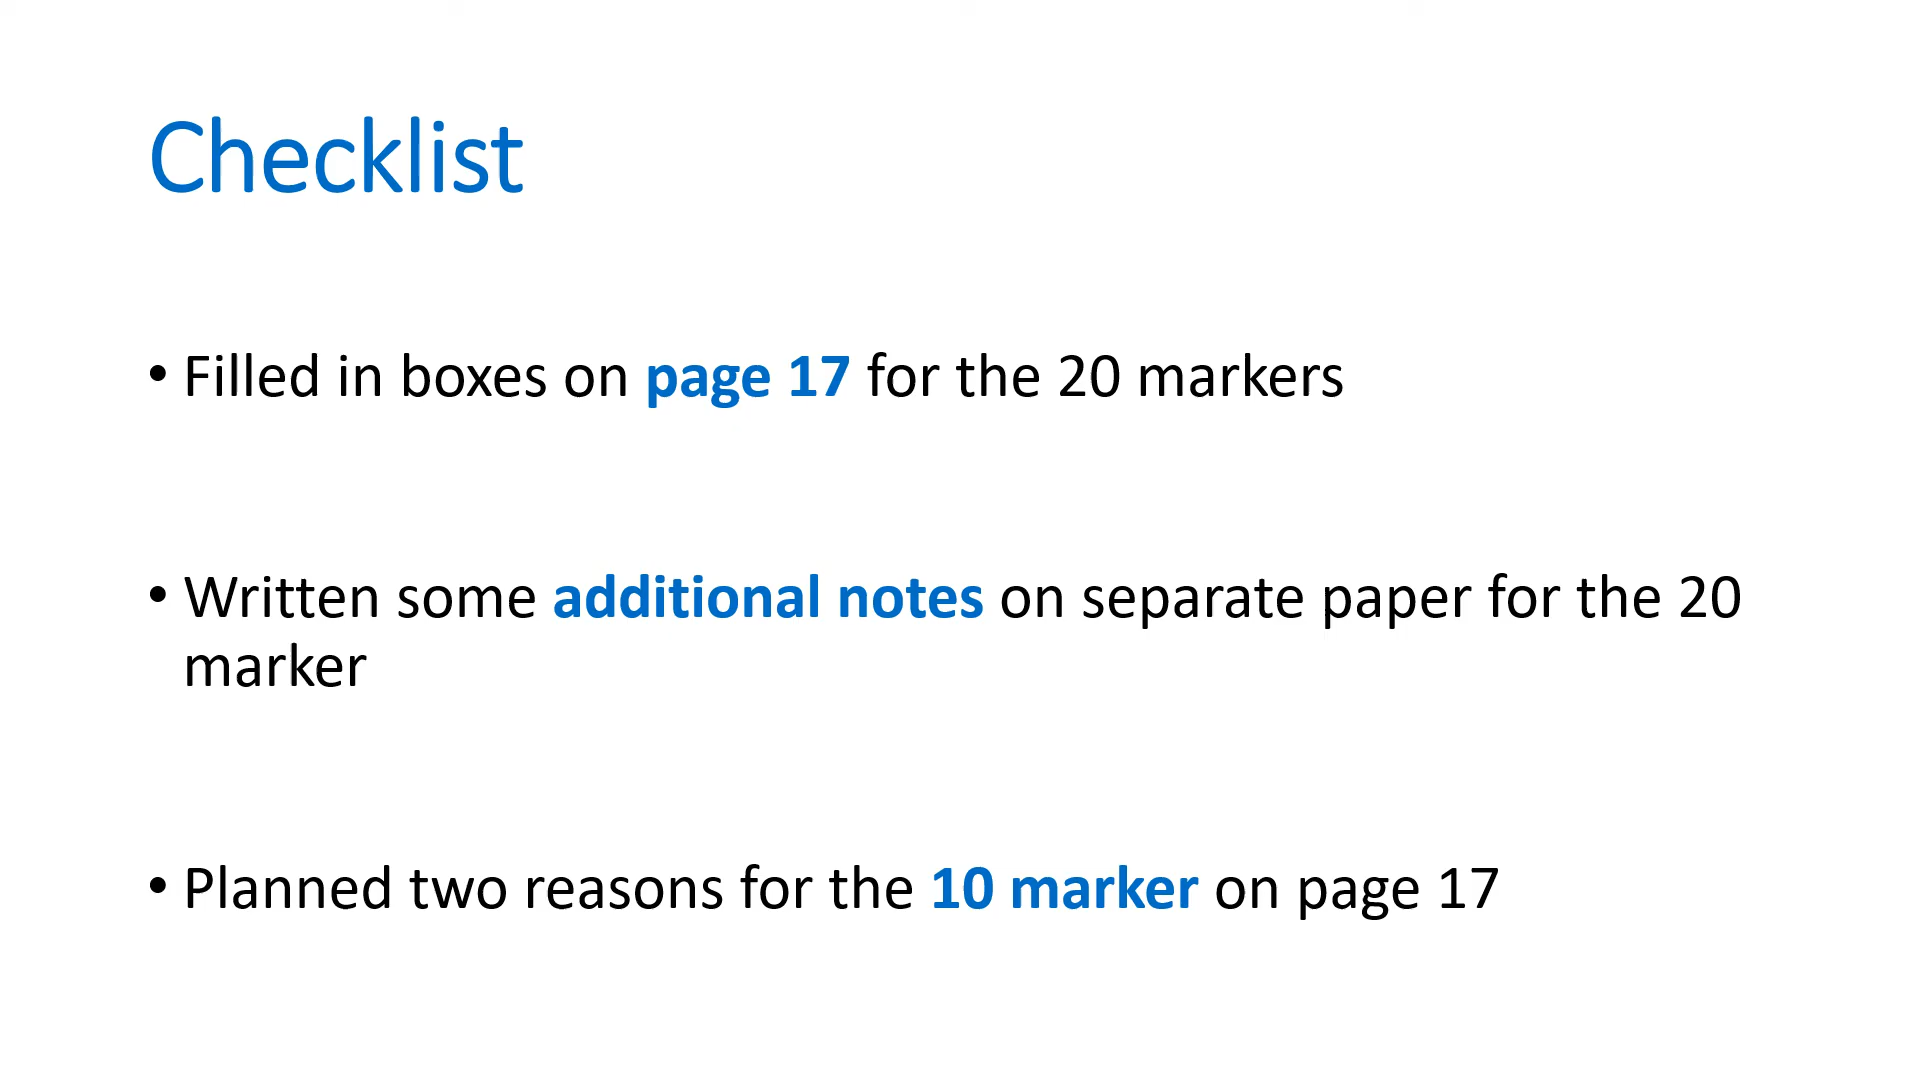 Checklist
• Filled in boxes on page 17 for the 20 markers
• Written some additional notes on separate paper for the 20
marker
• Planned two reasons for the 10 marker on page 17